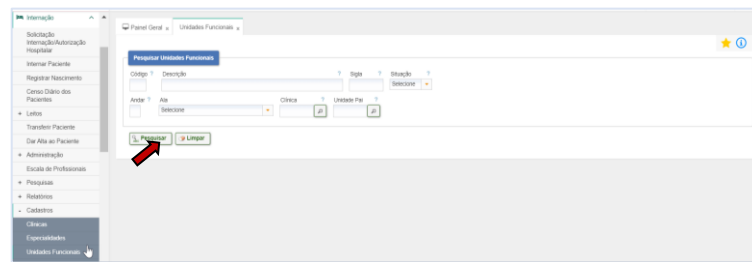 Internação
Solicitação
Internação/Autorização
Hospitalar
Internar Paciente
Registrar Nascimento
Censo Diário dos
Pacientes
+ Leitos
Transferir Paciente
Dar Alta ao Paciente
+ Administração
Escala de Profissionais
+ Pesquisas
+ Relatórios
- Cadastros
Clínicas
Especialidades
Unidades Funcionais
Painel Geral x Unidades Funcionais x
Pesquisar Unidades Funcionais
Código ? Descrição ? Sigla ? Situação ?
Selecione
Andar ? Ala Clínica ? Unidade Pai ?
Selecione
Pesquisar Limpar